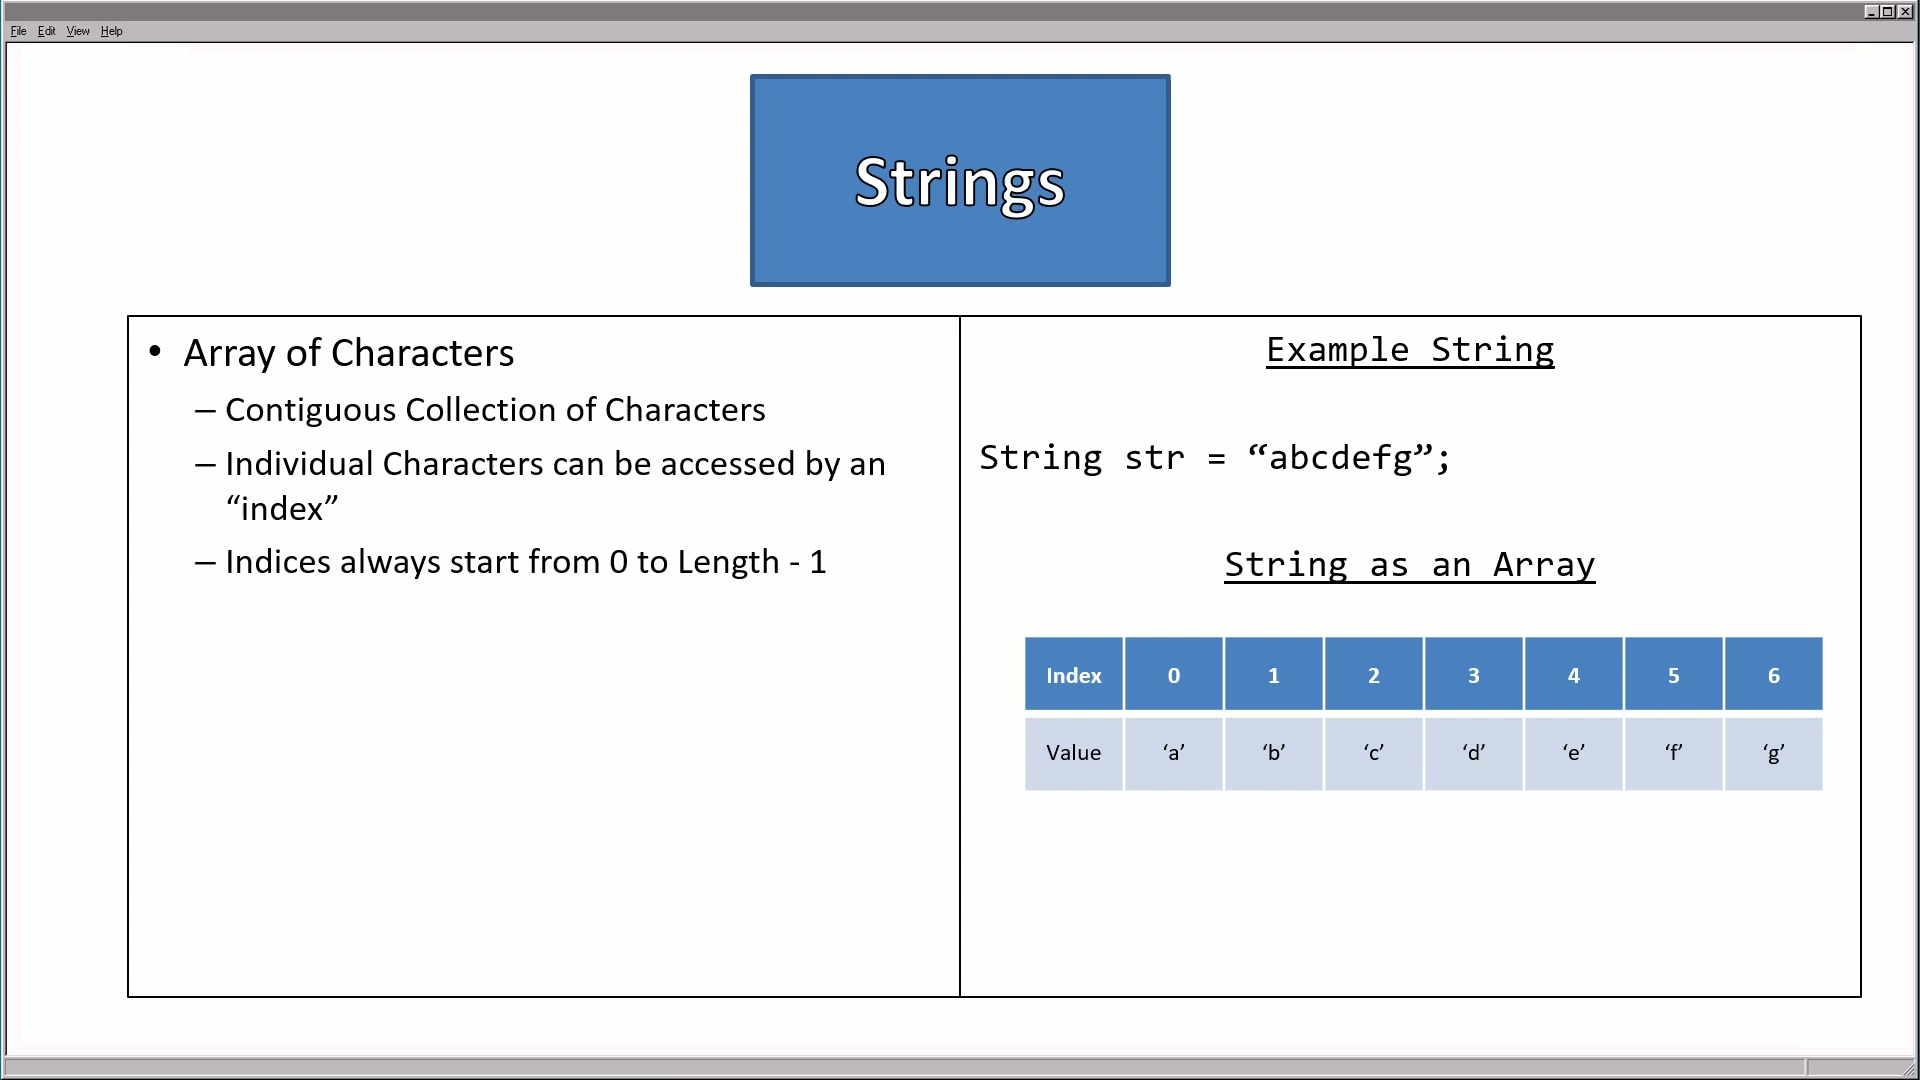 File Edit View Help
Strings
• Array of Characters
– Contiguous Collection of Characters
– Individual Characters can be accessed by an
“index”
– Indices always start from 0 to Length - 1
Example String
String str = “abcdefg”;
String as an Array
Index 0 1 2 3 4 5 6
Value ‘a’ ‘b’ ‘c’ ‘d’ ‘e’ ‘f’ ‘g’